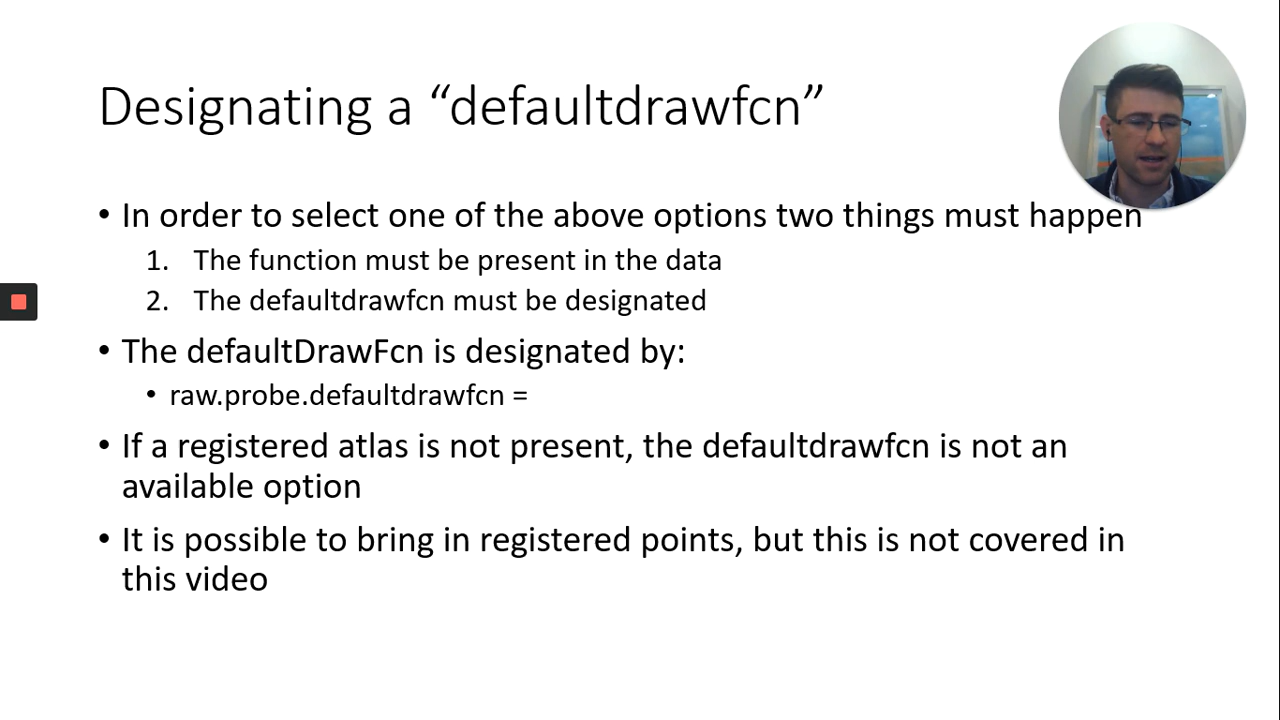 Designating a “defaultdrawfcn”
• In order to select one of the above options two things must happen
1. The function must be present in the data
2. The defaultdrawfcn must be designated
• The defaultDrawFcn is designated by:
• raw.probe.defaultdrawfcn =
• If a registered atlas is not present, the defaultdrawfcn is not an
available option
• It is possible to bring in registered points, but this is not covered in
this video